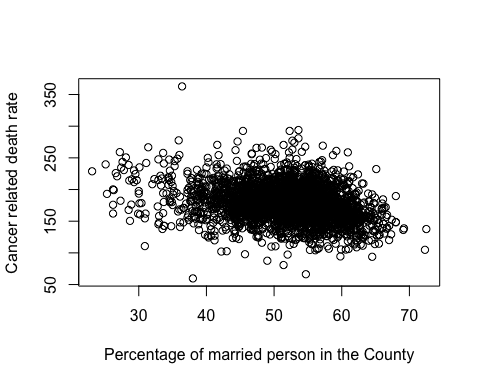 Cancer related death rate
350
250
150
50
30 40 50 60 70
Percentage of married person in the County